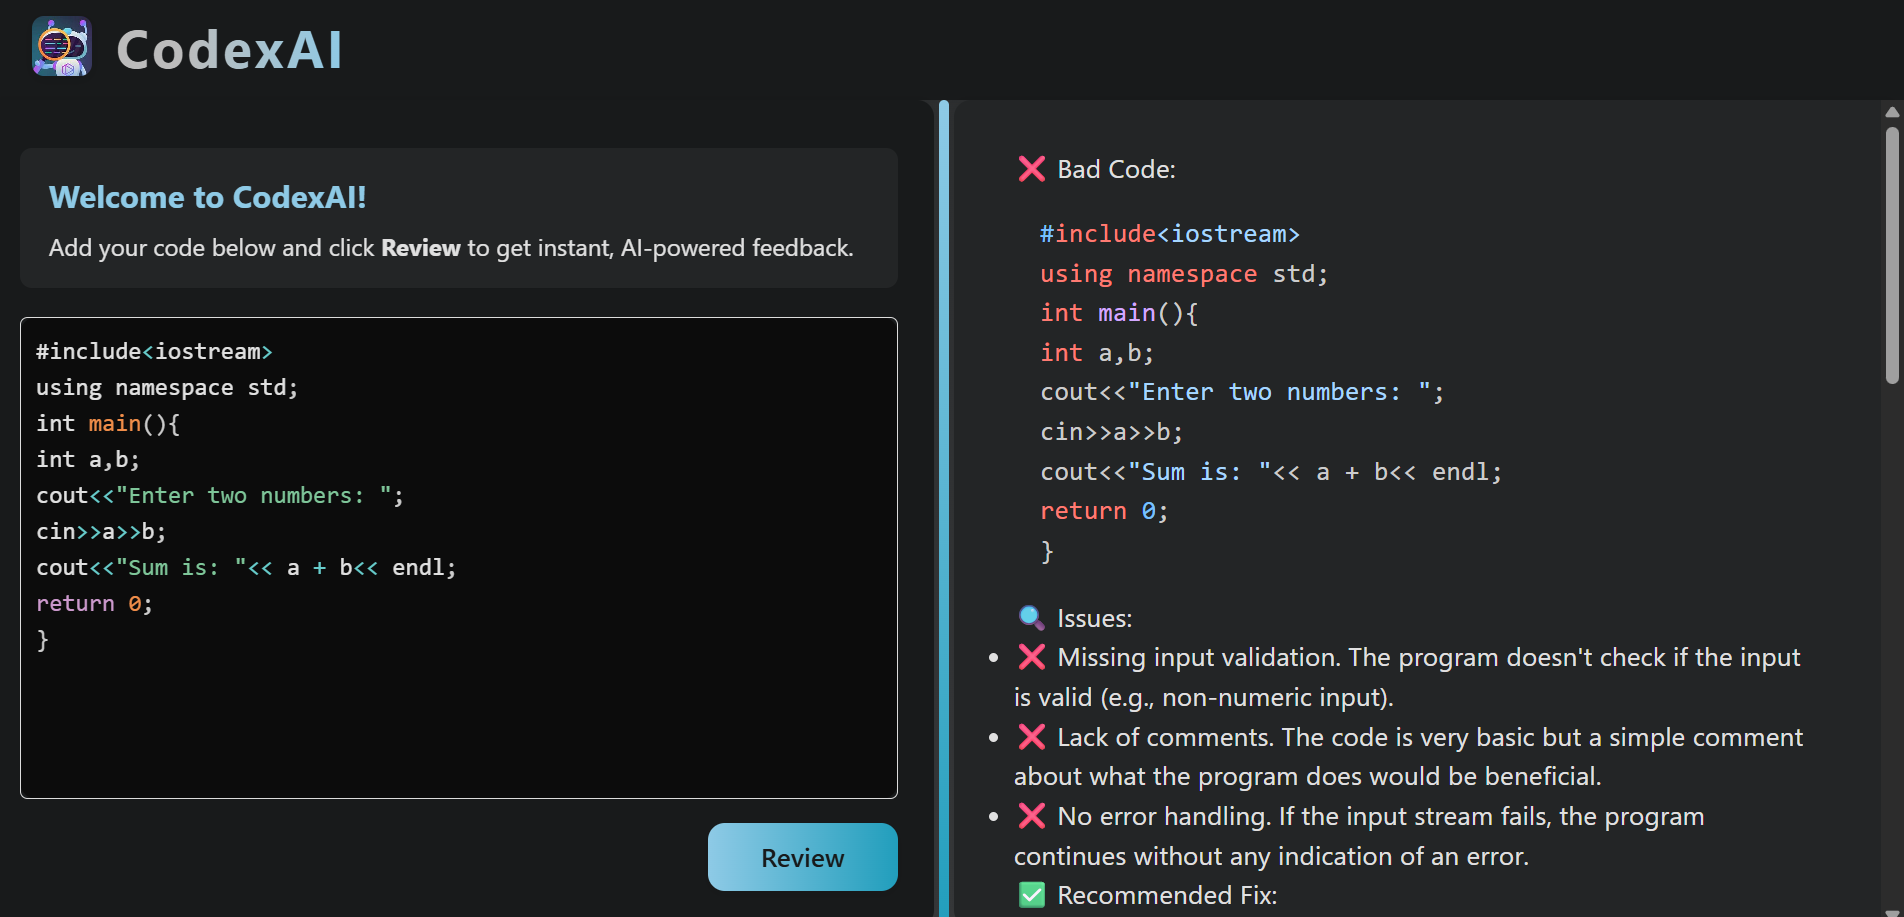 CodexAI
Welcome to CodexAI!
Add your code below and click Review to get instant, AI-powered feedback.
#include<iostream>
using namespace std;
int main(){
int a,b;
cout<<"Enter two numbers: ";
cin>>a>>b;
cout<<"Sum is: "<< a + b<< endl;
return 0;
}
Review
❌ Bad Code:
#include<iostream>
using namespace std;
int main(){
int a,b;
cout<<"Enter two numbers: ";
cin>>a>>b;
cout<<"Sum is: "<< a + b<< endl;
return 0;
}
🔍 Issues:
• ❌ Missing input validation. The program doesn't check if the input
is valid (e.g., non-numeric input).
• ❌ Lack of comments. The code is very basic but a simple comment
about what the program does would be beneficial.
• ❌ No error handling. If the input stream fails, the program
continues without any indication of an error.
✅ Recommended Fix: